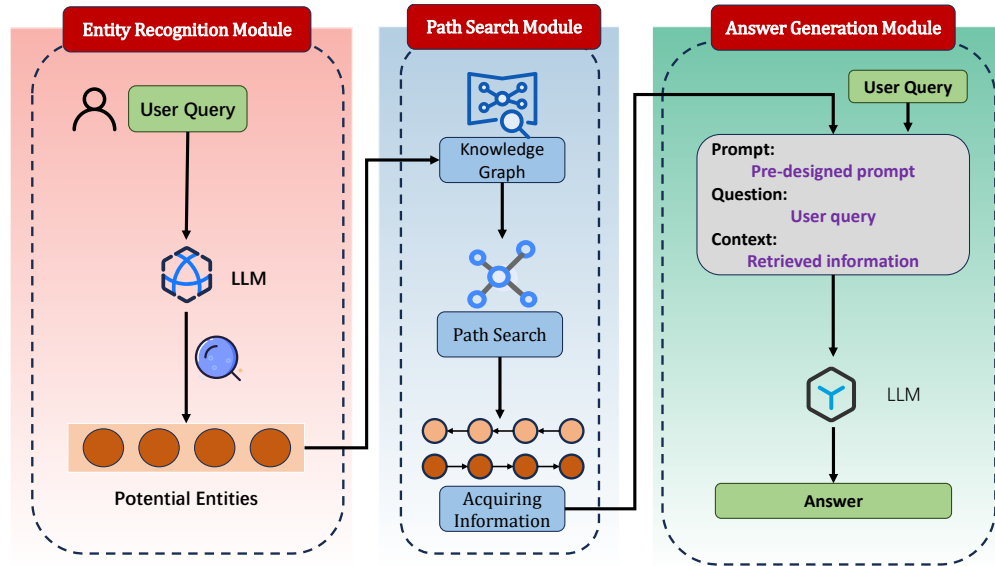 Entity Recognition Module
User Query
LLM
Potential Entities
Path Search Module
Knowledge
Graph
Path Search
Acquiring
Information
Answer Generation Module
User Query
Prompt:
Pre-designed prompt
Question:
User query
Context:
Retrieved information
LLM
Answer